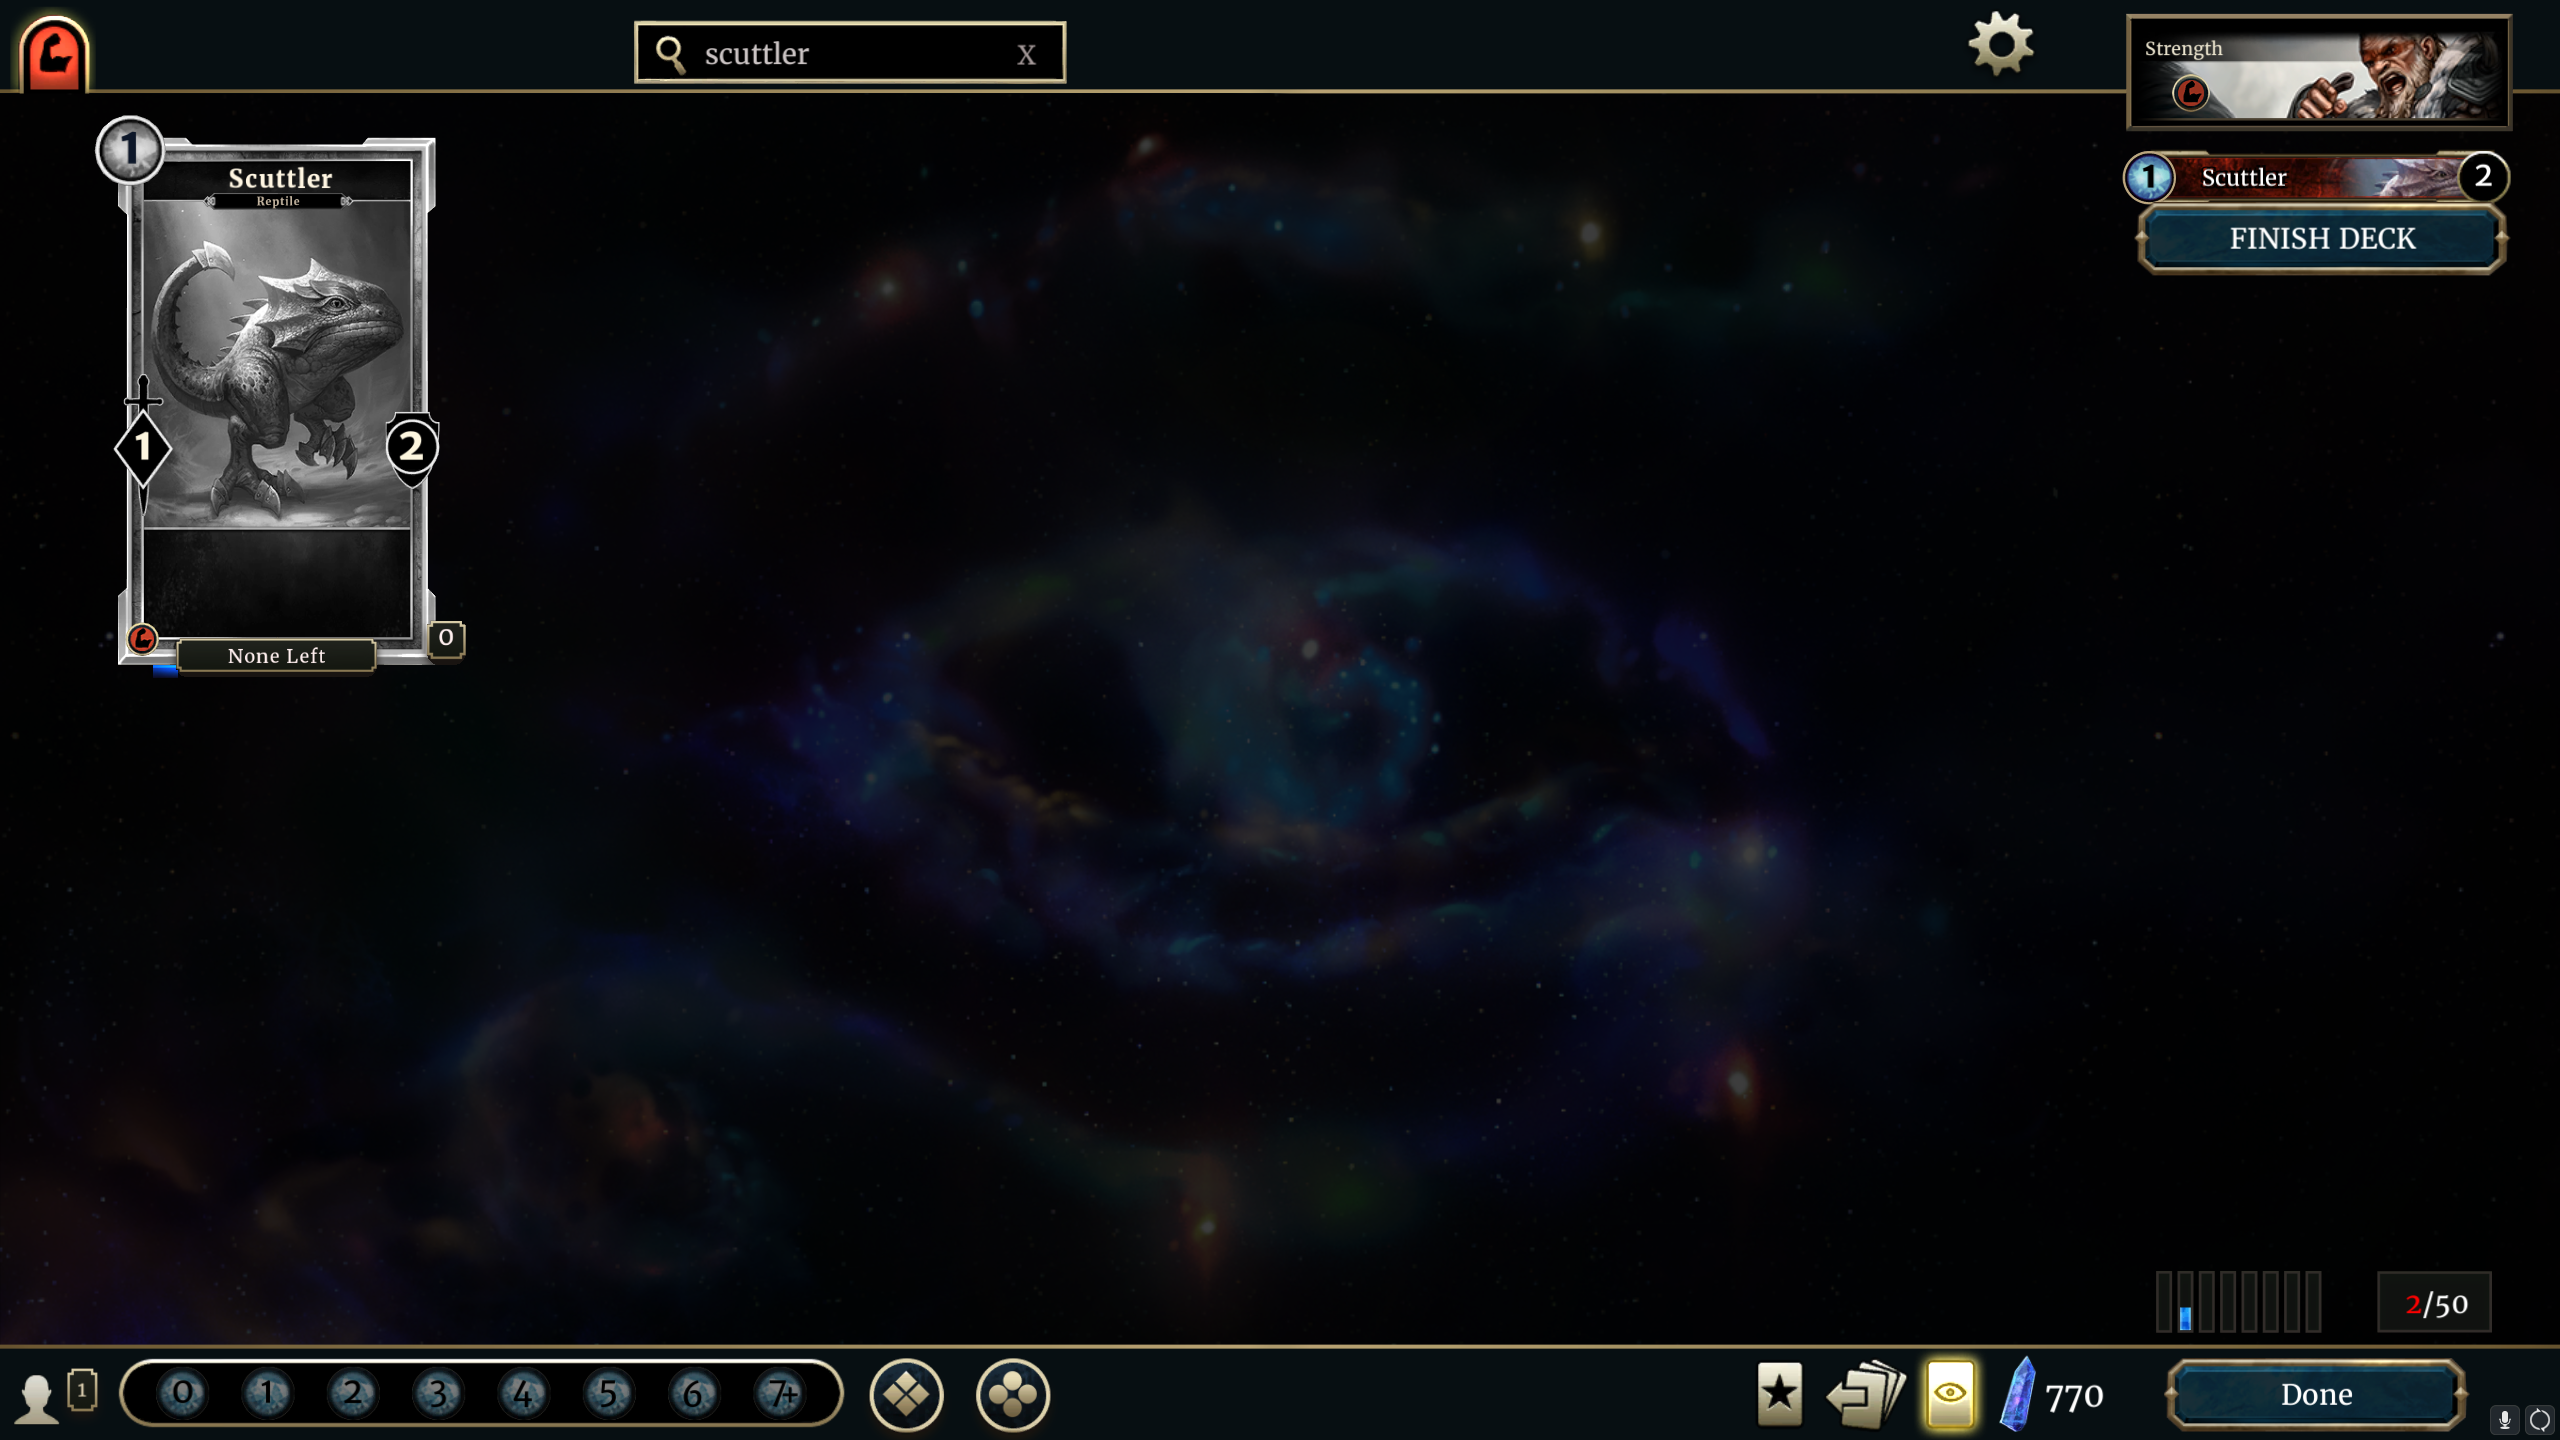 scuttler X
Strength
1 Scuttler 2
FINISH DECK
1
Scuttler
Reptile
1
2
0
None Left
2/50
1
0 1 2 3 4 5 6 7+
770
Done